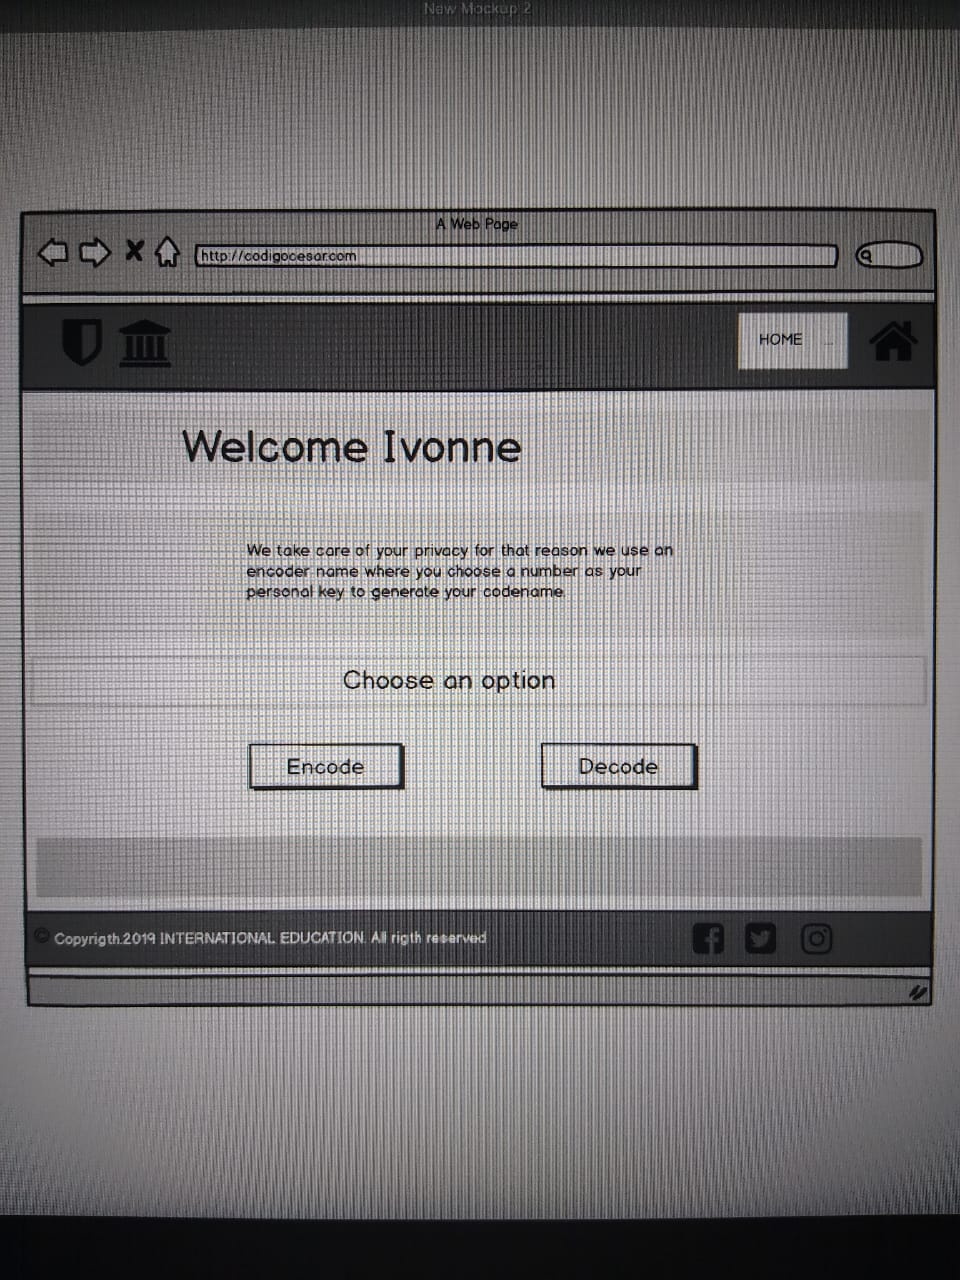 New Mockup 2
A Web Page
http://codigocesar.com
HOME
Welcome Ivonne
We take care of your privacy for that reason we use an
encoder name where you choose a number as your
personal key to generate your codename.
Choose an option
Encode
Decode
© Copyrigth.2019 INTERNATIONAL EDUCATION. All rigth reserved